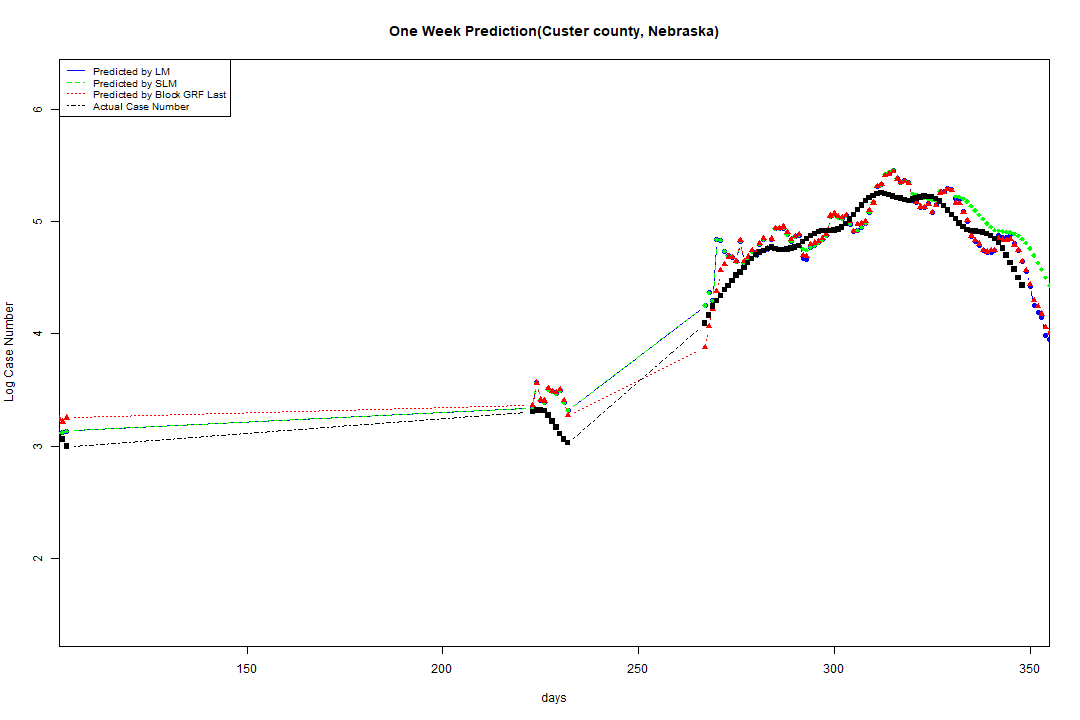 One Week Prediction(Custer county, Nebraska)
Predicted by LM
Predicted by SLM
Predicted by Block GRF Last
Actual Case Number
6
5
4
3
2
Log Case Number
150 200 250 300 350
days